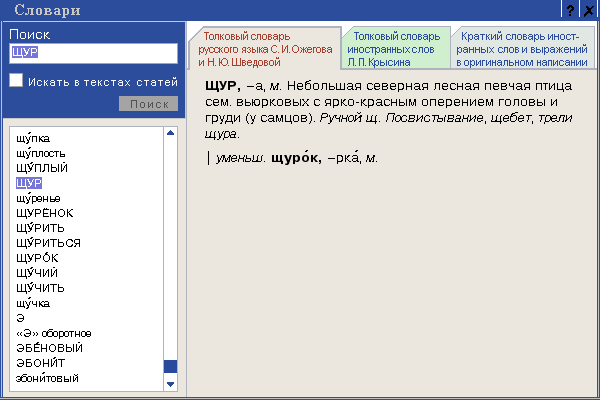 Словари
? X
Поиск
ЩУР
Искать в текстах статей
Поиск
щу́пка
щу́плость
ЩУ́ПЛЫЙ
ЩУР
щу́ренье
ЩУРЁНОК
ЩУ́РИТЬ
ЩУ́РИТЬСЯ
ЩУРО́К
ЩУ́ЧИЙ
ЩУ́ЧИТЬ
щу́чка
Э
«Э» оборотное
ЭБЕ́НОВЫЙ
ЭБОНИ́Т
эбони́товый
Толковый словарь
русского языка С. И. Ожегова
и Н. Ю. Шведовой
Толковый словарь
иностранных слов
Л. П. Крысина
Краткий словарь иност-
ранных слов и выражений
в оригинальном написании
ЩУР, –а, м. Небольшая северная лесная певчая птица
сем. вьюрковых с ярко-красным оперением головы и
груди (у самцов). Ручной щ. Посвистывание, щебет, трели
щура.
| уменьш. щуро́к, –рка́, м.